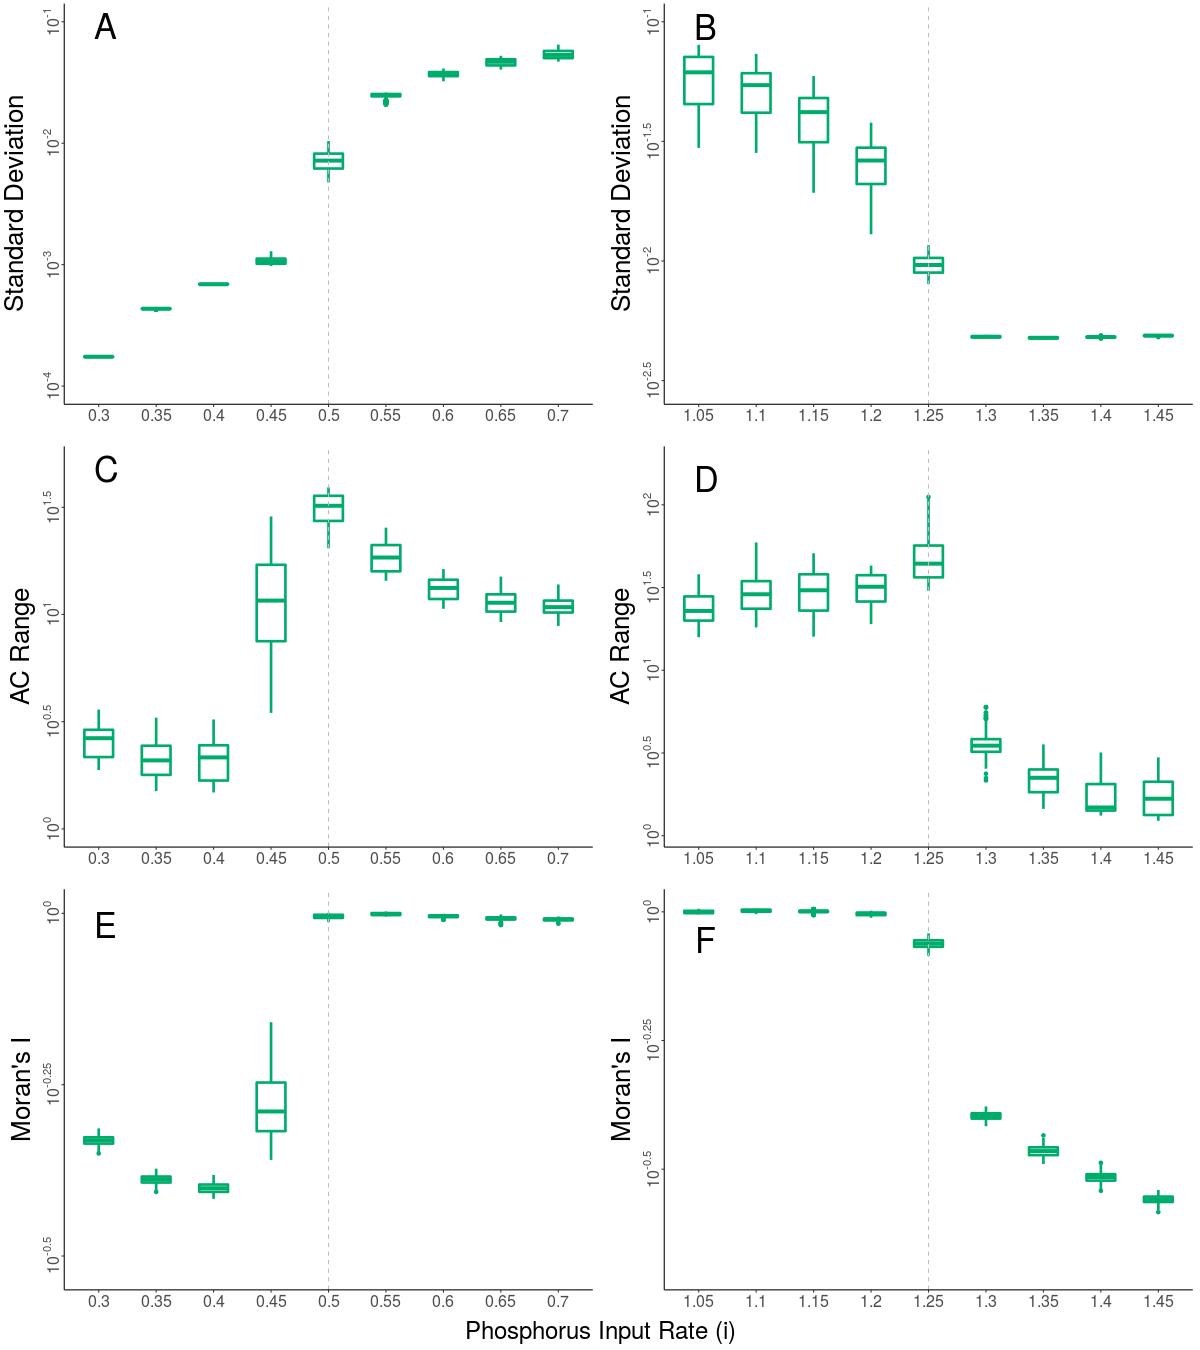 A
Standard Deviation
10^-1
10^-2
10^-3
10^-4
0.3 0.35 0.4 0.45 0.5 0.55 0.6 0.65 0.7
B
Standard Deviation
10^-1
10^-1.5
10^-2
10^-2.5
1.05 1.1 1.15 1.2 1.25 1.3 1.35 1.4 1.45
C
AC Range
10^1.5
10^1
10^0.5
10^0
0.3 0.35 0.4 0.45 0.5 0.55 0.6 0.65 0.7
D
AC Range
10^2
10^1.5
10^1
10^0.5
10^0
1.05 1.1 1.15 1.2 1.25 1.3 1.35 1.4 1.45
E
Moran's I
10^0
10^-0.25
10^-0.5
0.3 0.35 0.4 0.45 0.5 0.55 0.6 0.65 0.7
F
Moran's I
10^0
10^-0.25
10^-0.5
1.05 1.1 1.15 1.2 1.25 1.3 1.35 1.4 1.45
Phosphorus Input Rate (i)